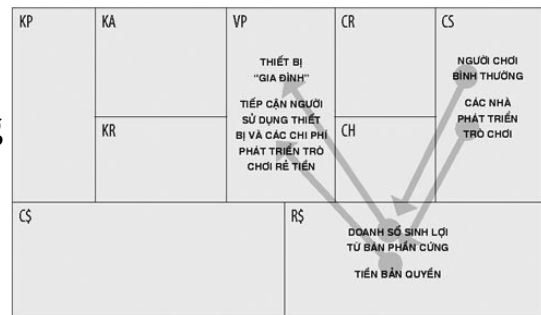 KP
KA
VP
CR
CS
THIẾT BỊ
“GIA ĐÌNH”
TIẾP CẬN NGƯỜI
SỬ DỤNG THIẾT
BỊ VÀ CÁC CHI PHÍ
PHÁT TRIỂN TRÒ
CHƠI RẺ TIỀN
NGƯỜI CHƠI
BÌNH THƯỜNG
CÁC NHÀ
PHÁT TRIỂN
TRÒ CHƠI
KR
CH
C$
R$
DOANH SỐ SINH LỢI
TỪ BÁN PHẦN CỨNG
TIỀN BẢN QUYỀN